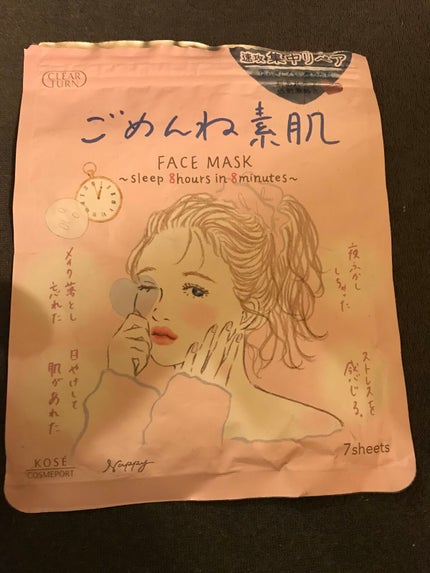 CLEAR
TURN
速攻集中リペア
ごめんね素肌
FACE MASK
~sleep 8hours in 8minutes~
夜ふかし
しちゃった
メイク落とし
忘れた
ストレスを
感じる。
日やけして
肌があれた
KOSÉ
COSMEPORT
Nappy
7sheets